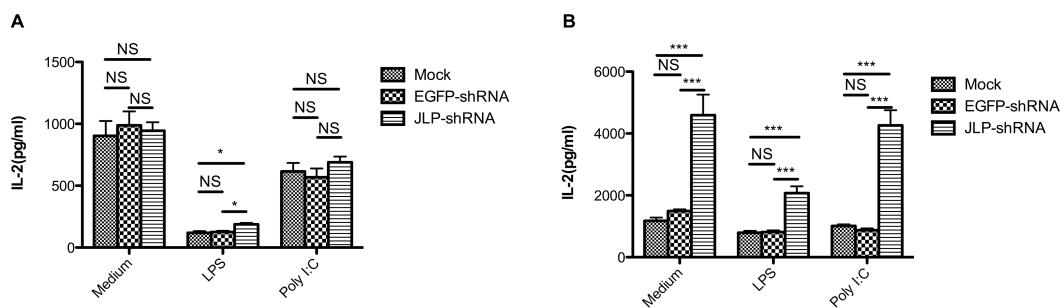 A
IL-2(pg/ml)
1500
1000
500
0
NS
NS
NS
*
NS
*
NS
NS
NS
Medium
LPS
Poly I:C
Mock
EGFP-shRNA
JLP-shRNA
B
IL-2(pg/ml)
6000
4000
2000
0
***
NS
***
***
NS
***
***
NS
***
Medium
LPS
Poly I:C
Mock
EGFP-shRNA
JLP-shRNA